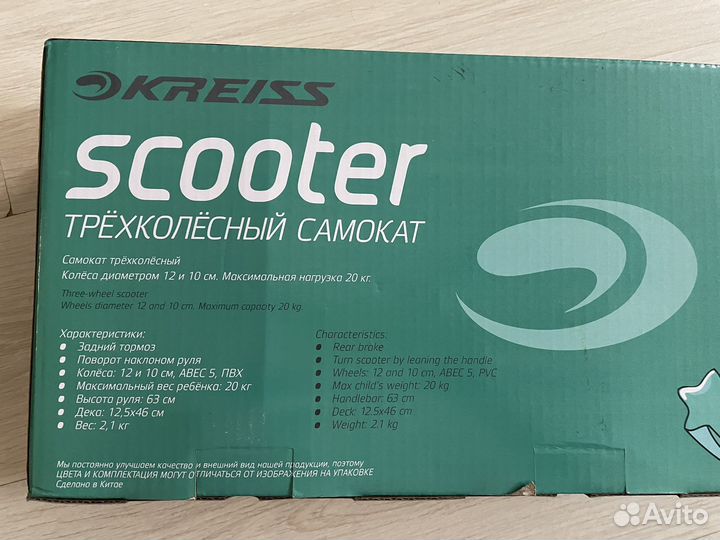 KREISS
scooter
ТРЁХКОЛЁСНЫЙ САМОКАТ
Самокат трёхколёсный
Колёса диаметром 12 и 10 см. Максимальная нагрузка 20 кг.
Three-wheel scooter
Wheels diameter 12 and 10 cm. Maximum capacity 20 kg.
Характеристики:
• Задний тормоз
• Поворот наклоном руля
• Колёса: 12 и 10 см, ABEC 5, ПВХ
• Максимальный вес ребёнка: 20 кг
• Высота руля: 63 см
• Дека: 12,5х46 см
• Вес: 2,1 кг
Characteristics:
• Rear brake
• Turn scooter by leaning the handle
• Wheels: 12 and 10 cm, ABEC 5, PVC
• Max child's weight: 20 kg
• Handlebar: 63 cm
• Deck: 12.5x46 cm
• Weight: 2.1 kg
Мы постоянно улучшаем качество и внешний вид нашей продукции, поэтому
ЦВЕТА И КОМПЛЕКТАЦИЯ МОГУТ ОТЛИЧАТЬСЯ ОТ ИЗОБРАЖЕНИЯ НА УПАКОВКЕ
Сделано в Китае
Avito